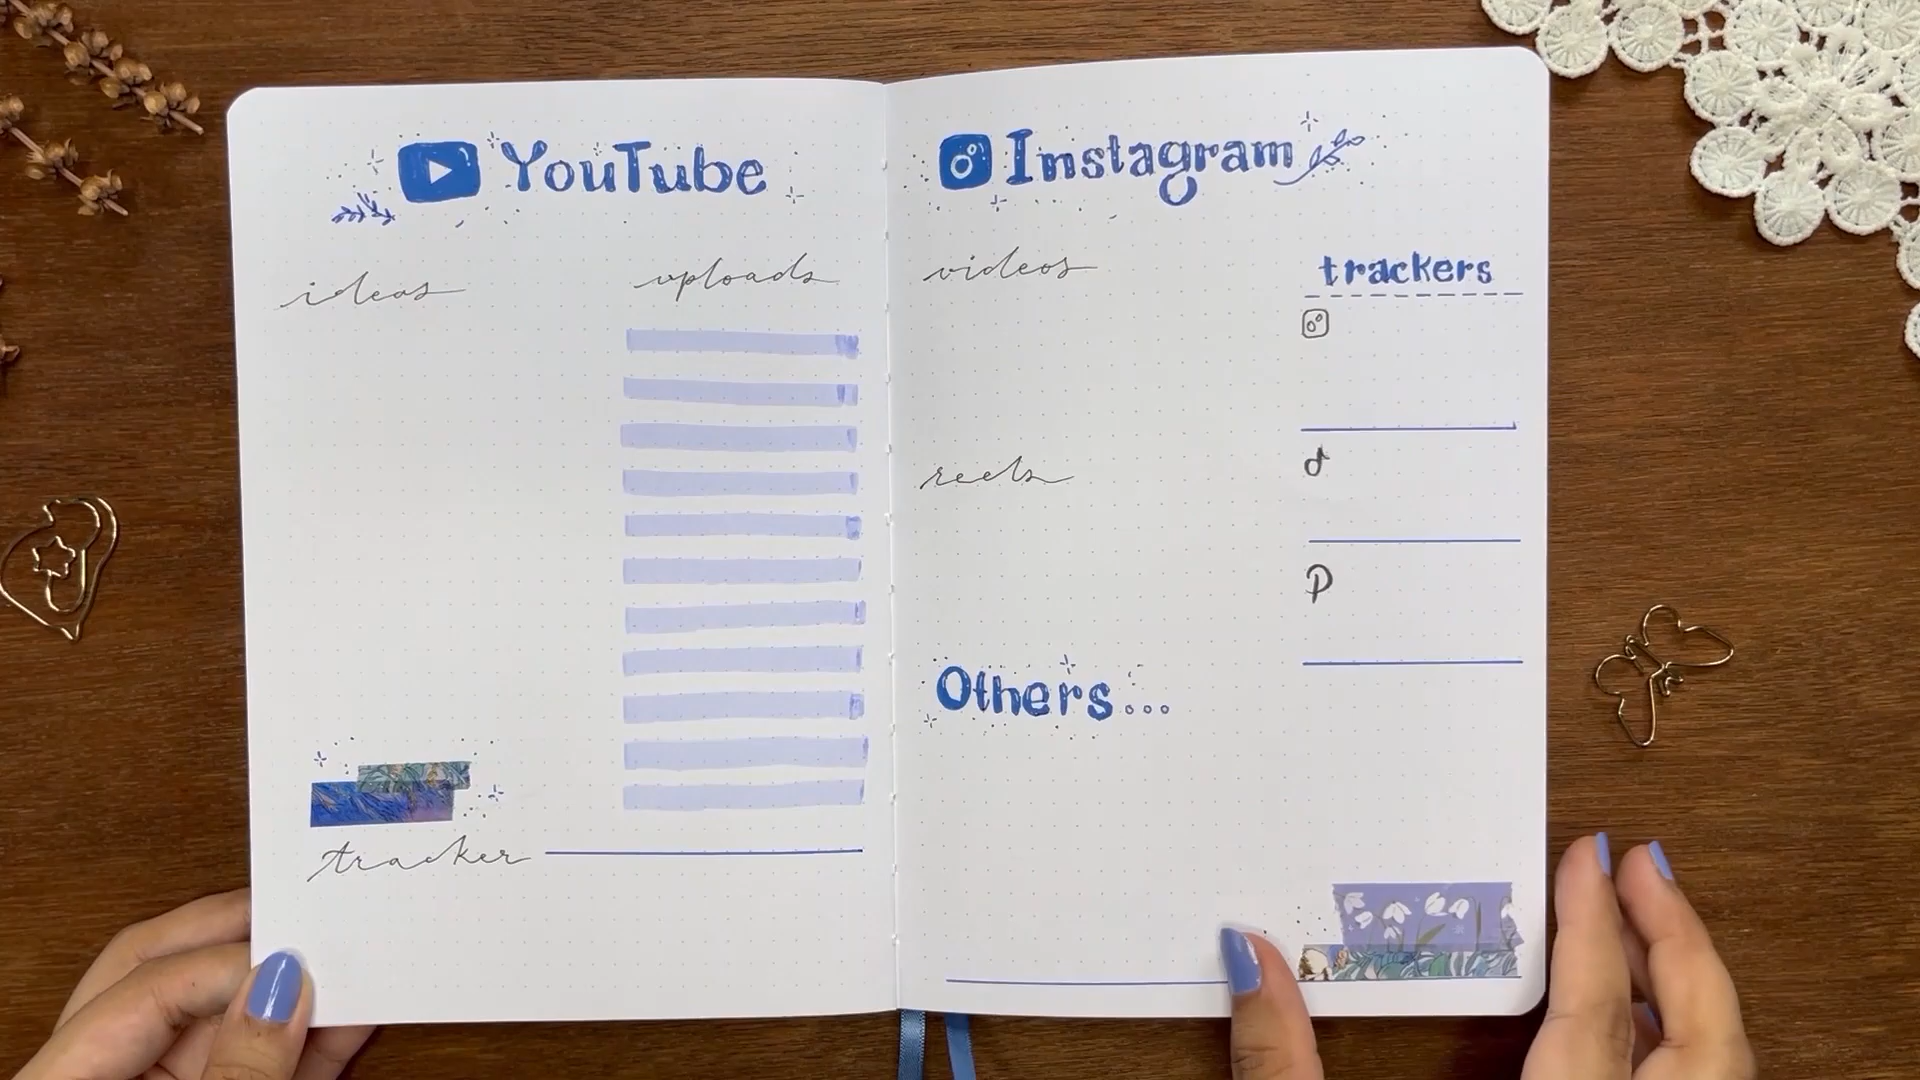 YouTube
ideas
uploads
tracker
Instagram
videos
trackers
reels
Others...